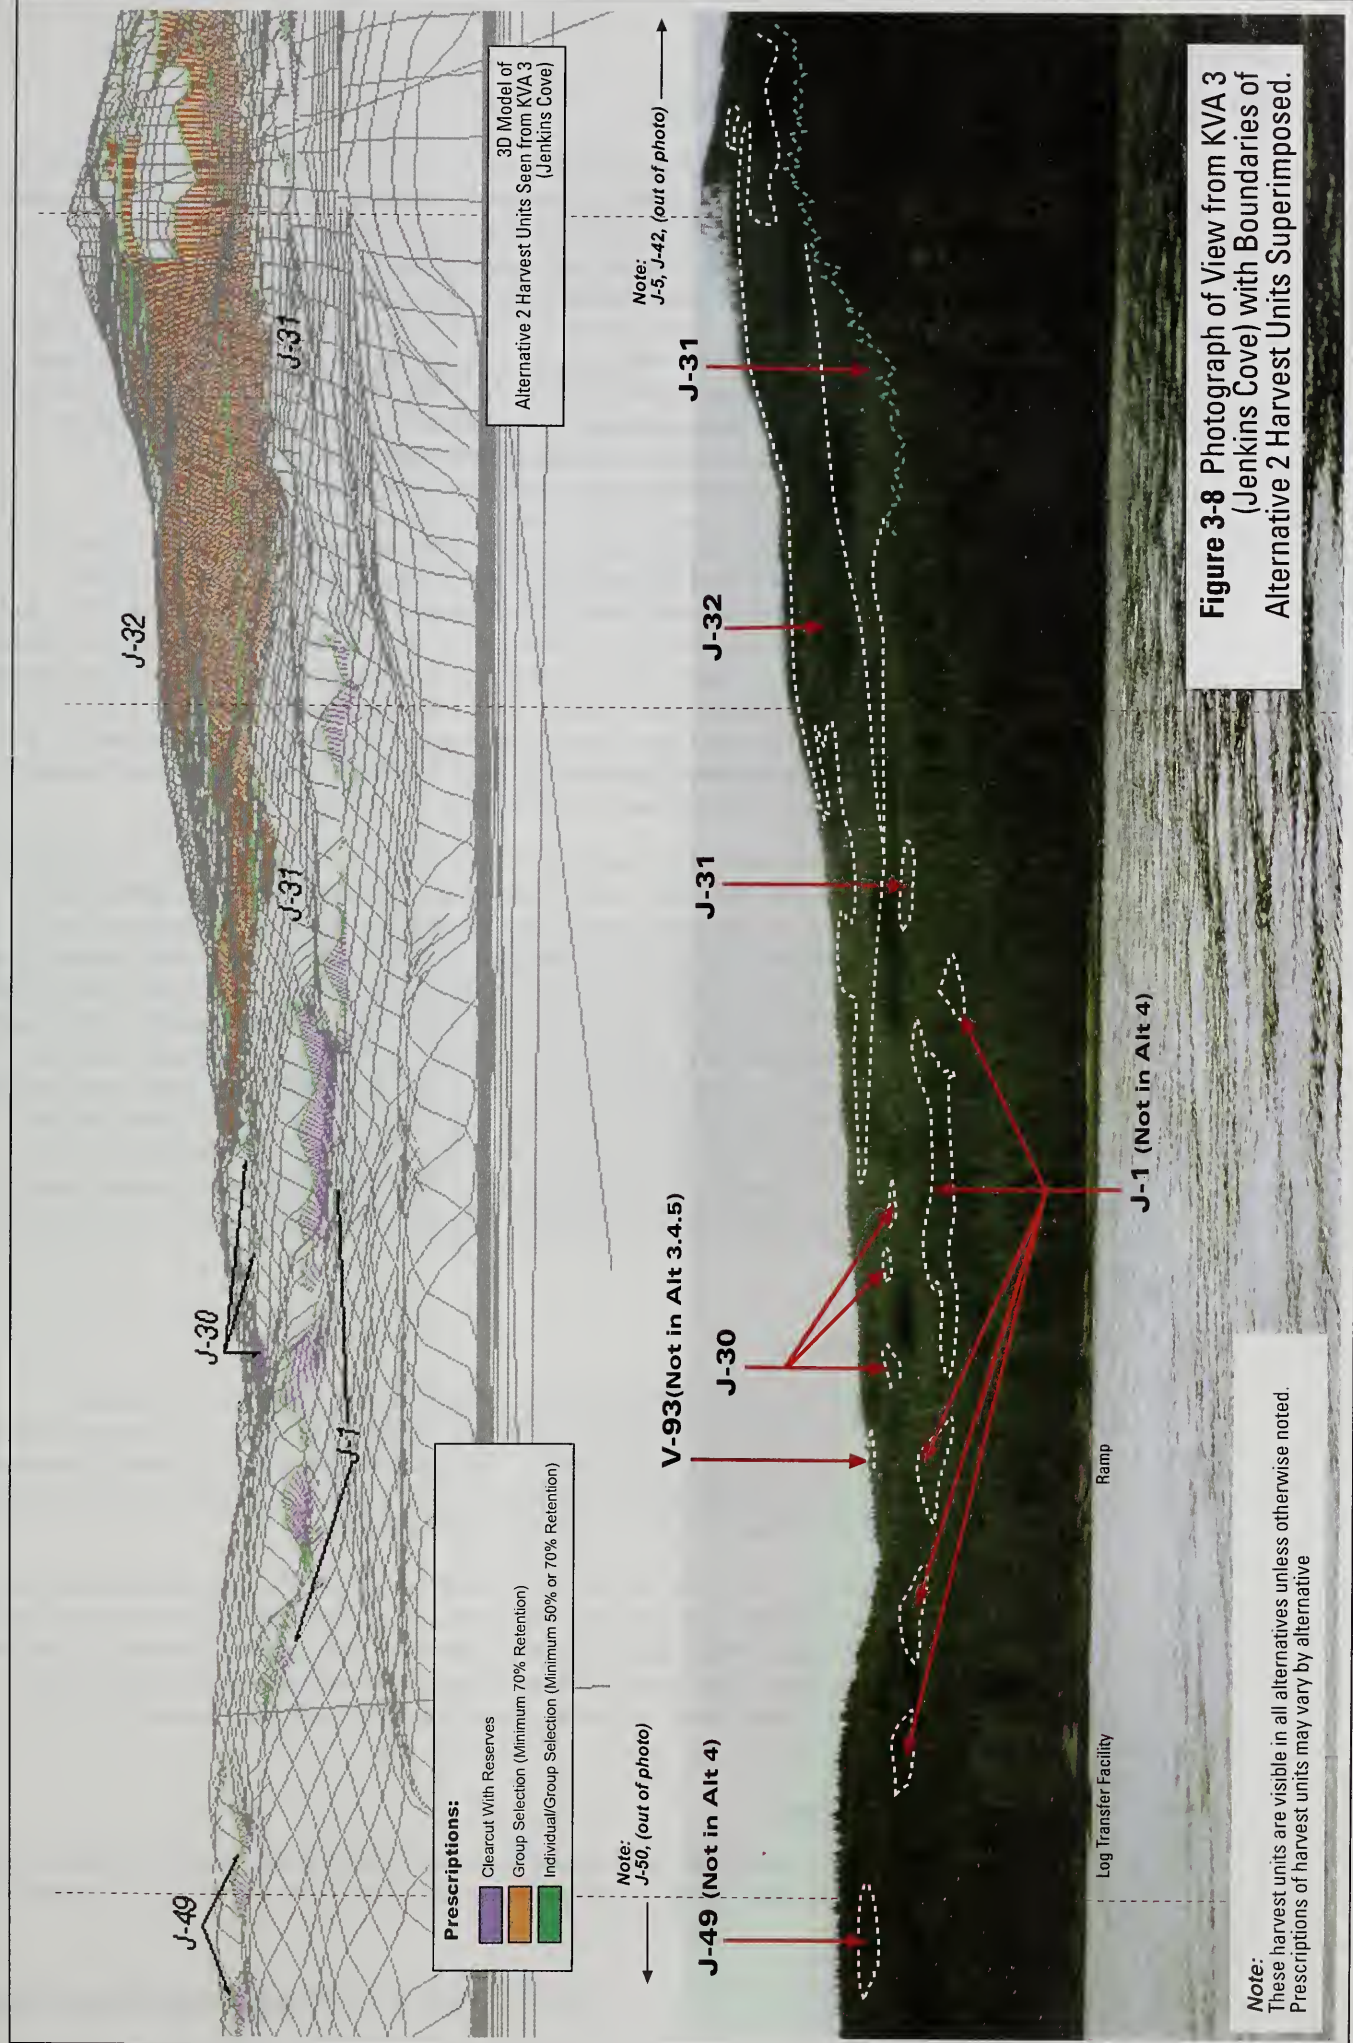 J-49
J-30
J-1
J-31
J-32
J-31
Prescriptions:
Clearcut With Reserves
Group Selection (Minimum 70% Retention)
Individual/Group Selection (Minimum 50% or 70% Retention)
3D Model of
Alternative 2 Harvest Units Seen from KVA 3
(Jenkins Cove)
Note:
J-50, (out of photo)
Note:
J-5, J-42, (out of photo)
J-49 (Not in Alt 4)
V-93(Not in Alt 3.4.5)
J-30
J-31
J-32
J-31
J-1 (Not in Alt 4)
Log Transfer Facility
Ramp
Note:
These harvest units are visible in all alternatives unless otherwise noted.
Prescriptions of harvest units may vary by alternative
Figure 3-8 Photograph of View from KVA 3
(Jenkins Cove) with Boundaries of
Alternative 2 Harvest Units Superimposed.